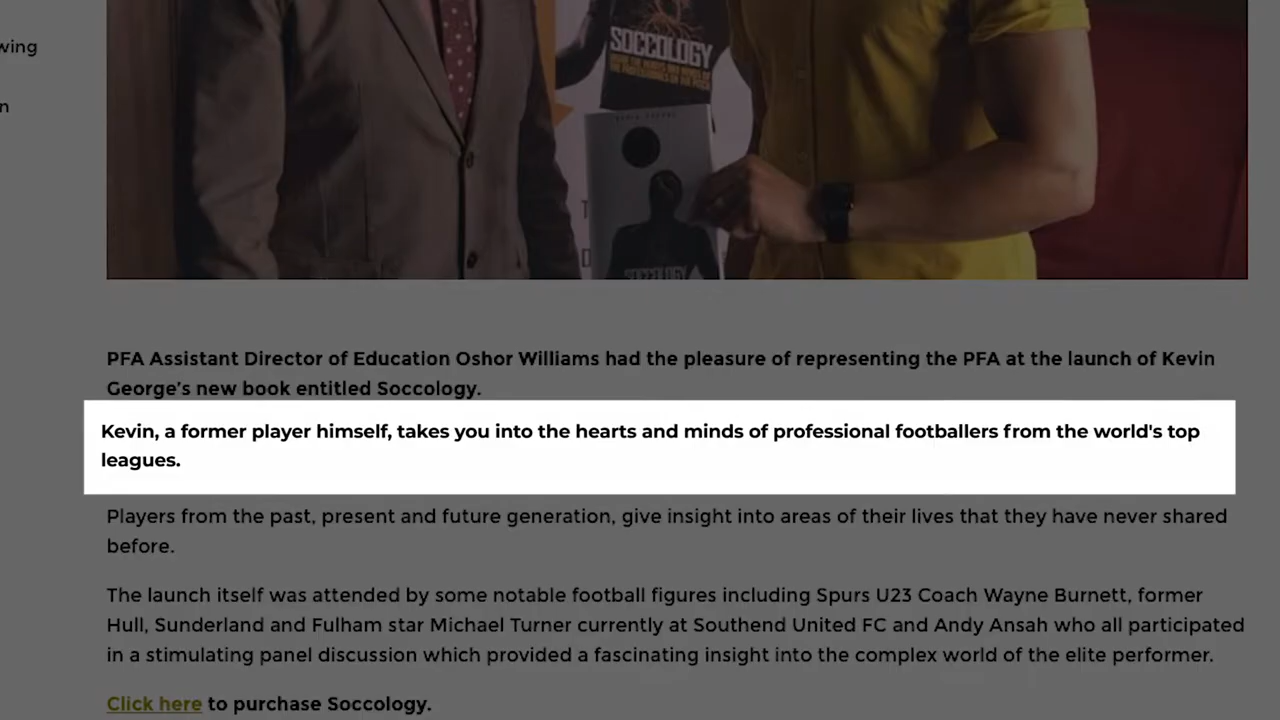 wing
n
SOCCOLOGY
SOCCOLOGY
PFA Assistant Director of Education Oshor Williams had the pleasure of representing the PFA at the launch of Kevin
George's new book entitled Soccology.
Kevin, a former player himself, takes you into the hearts and minds of professional footballers from the world's top
leagues.
Players from the past, present and future generation, give insight into areas of their lives that they have never shared
before.
The launch itself was attended by some notable football figures including Spurs U23 Coach Wayne Burnett, former
Hull, Sunderland and Fulham star Michael Turner currently at Southend United FC and Andy Ansah who all participated
in a stimulating panel discussion which provided a fascinating insight into the complex world of the elite performer.
Click here to purchase Soccology.